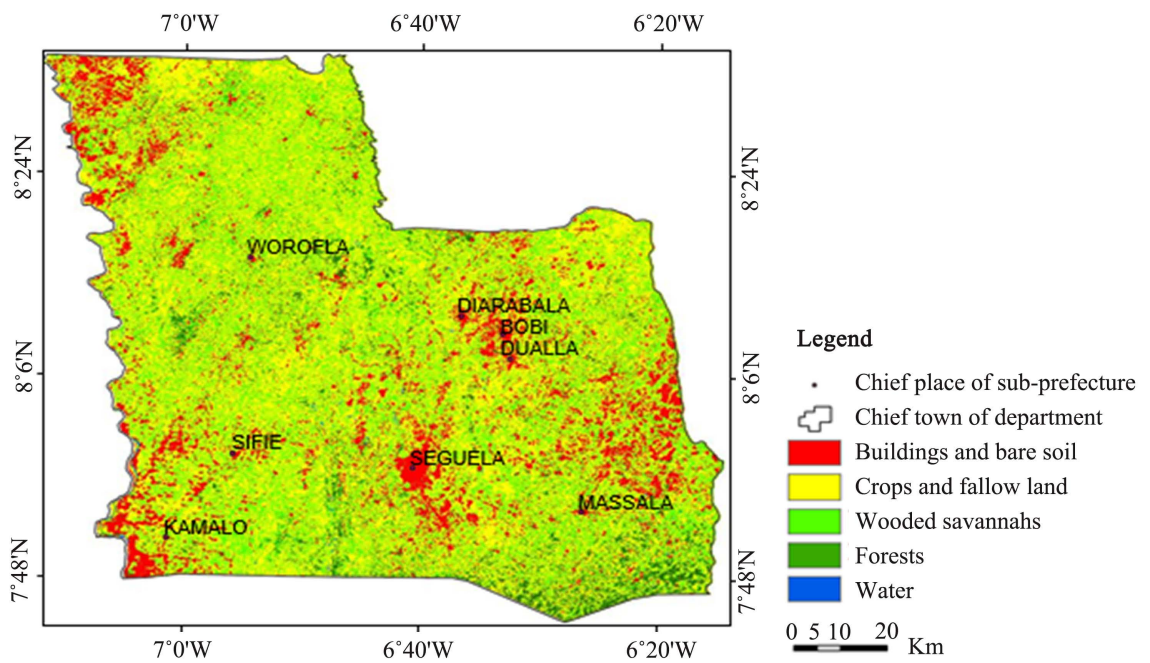 7°0'W 6°40'W 6°20'W
8°24'N
8°24'N
WOROFLA
DIARABALA
BOBI
DUALLA
8°6'N
8°6'N
SIFIE
SEGUELA
MASSALA
KAMALO
7°48'N
7°48'N
7°0'W 6°40'W 6°20'W
Legend
Chief place of sub-prefecture
Chief town of department
Buildings and bare soil
Crops and fallow land
Wooded savannahs
Forests
Water
0 5 10 20 Km